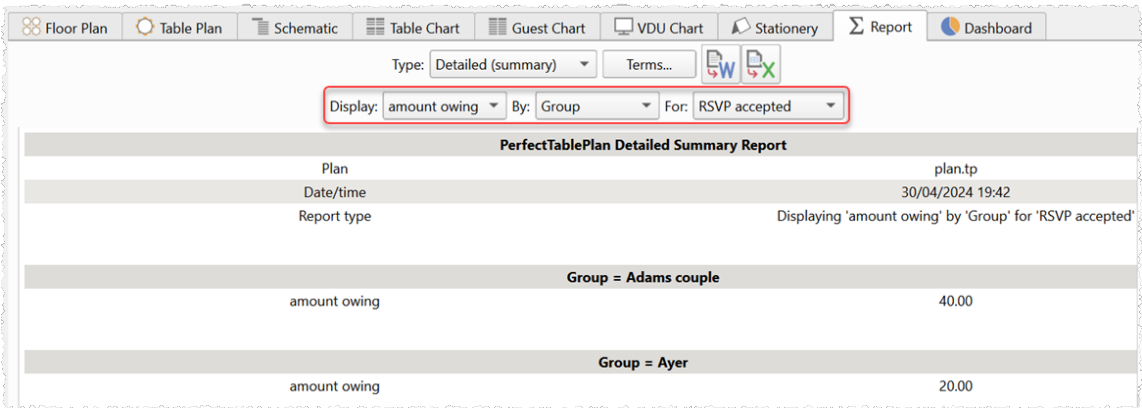 Floor Plan Table Plan Schematic Table Chart Guest Chart VDU Chart Stationery Σ Report Dashboard
Type: Detailed (summary) Terms... W X
Display: amount owing By: Group For: RSVP accepted
PerfectTablePlan Detailed Summary Report
Plan plan.tp
Date/time 30/04/2024 19:42
Report type Displaying 'amount owing' by 'Group' for 'RSVP accepted'
Group = Adams couple
amount owing 40.00
Group = Ayer
amount owing 20.00